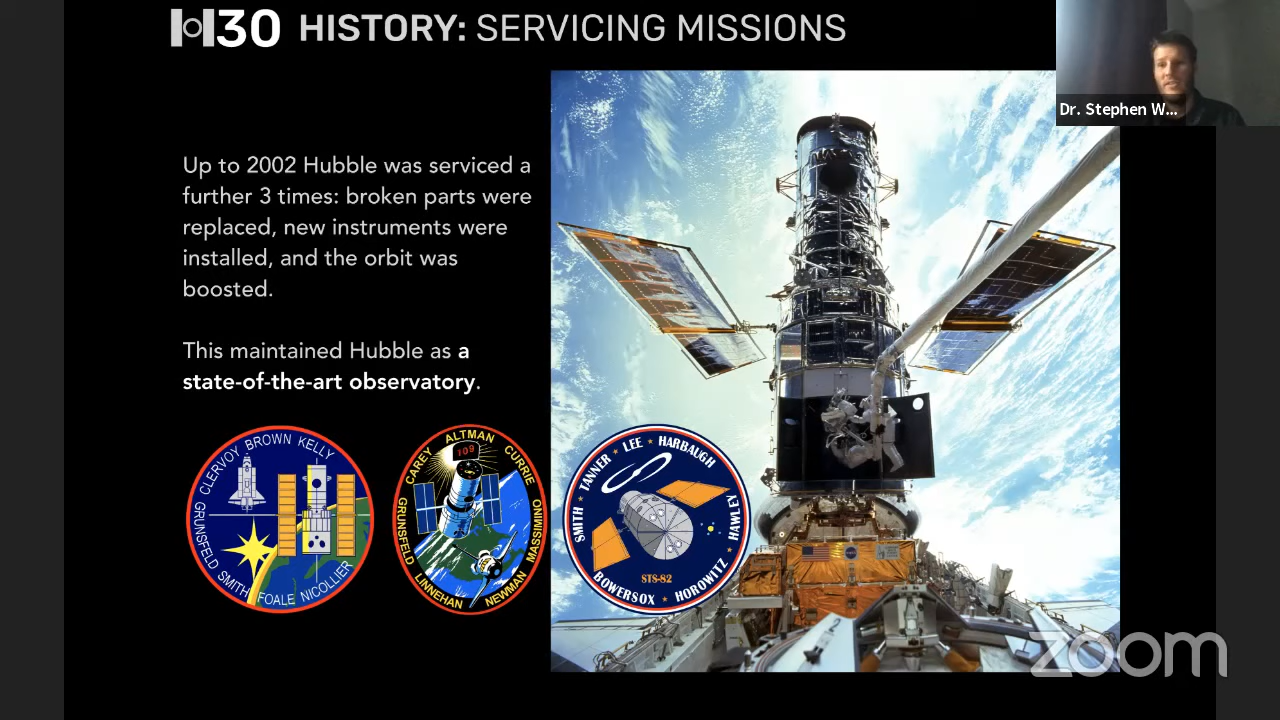 H30 HISTORY: SERVICING MISSIONS
Dr. Stephen W...
Up to 2002 Hubble was serviced a
further 3 times: broken parts were
replaced, new instruments were
installed, and the orbit was
boosted.
This maintained Hubble as a
state-of-the-art observatory.
CLERVOY BROWN KELLY
GRUNSFELD SMITH FOALE NICOLLIER
109
CAREY ALTMAN CURRIE
GRUNSFELD LINNEHAN NEWMAN MASSIMINO
SMITH TANNER LEE HARBAUGH HAWLEY
STS-82
BOWERSOX HOROWITZ
2
zoom